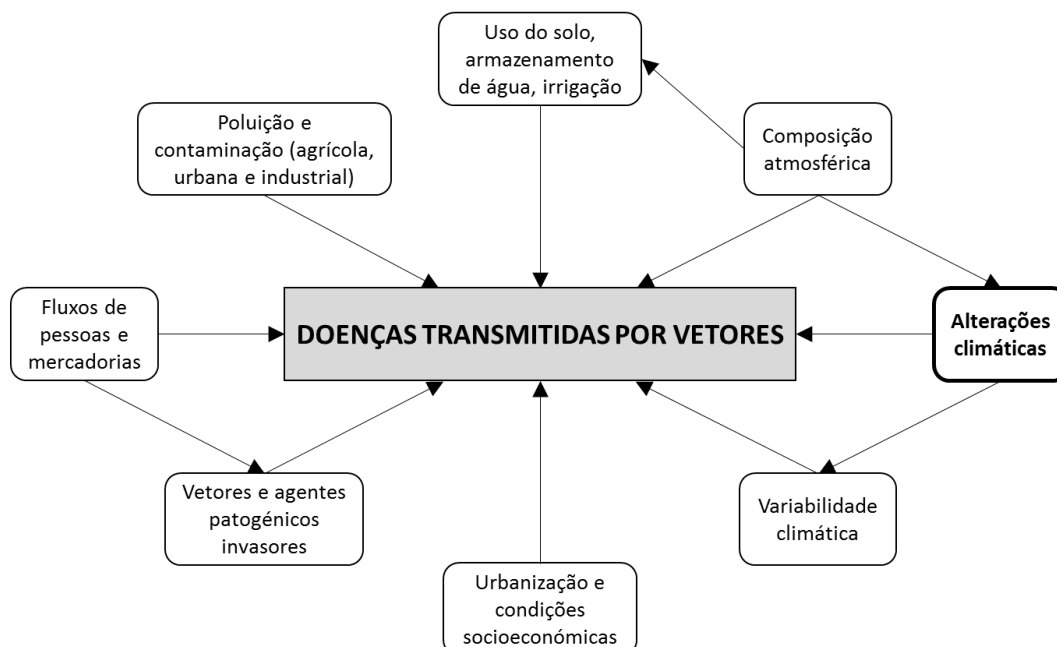 Uso do solo,
armazenamento
de água, irrigação
Poluição e
contaminação (agrícola,
urbana e industrial)
Composição
atmosférica
Fluxos de
pessoas e
mercadorias
DOENÇAS TRANSMITIDAS POR VETORES
Alterações
climáticas
Vetores e agentes
patogénicos
invasores
Variabilidade
climática
Urbanização e
condições
socioeconómicas